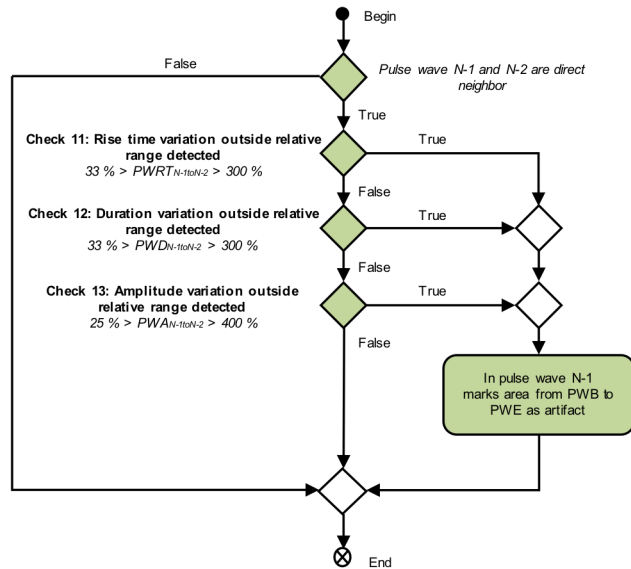 Begin
False
Pulse wave N-1 and N-2 are direct
neighbor
True
Check 11: Rise time variation outside relative
range detected
33 % > PWRTN-1toN-2 > 300 %
True
False
Check 12: Duration variation outside relative
range detected
33 % > PWDN-1toN-2 > 300 %
True
False
Check 13: Amplitude variation outside
relative range detected
25 % > PWAN-1toN-2 > 400 %
True
False
In pulse wave N-1
marks area from PWB to
PWE as artifact
End